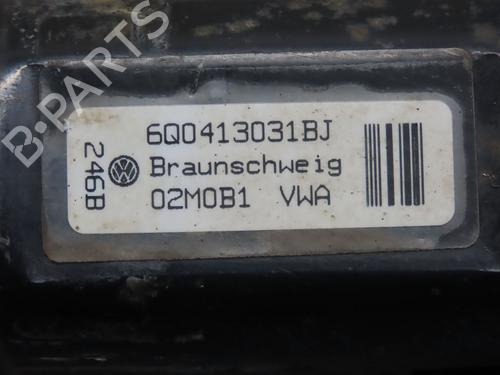 B-PARTS
6Q0413031BJ
Braunschweig
02M0B1 VWA
246B